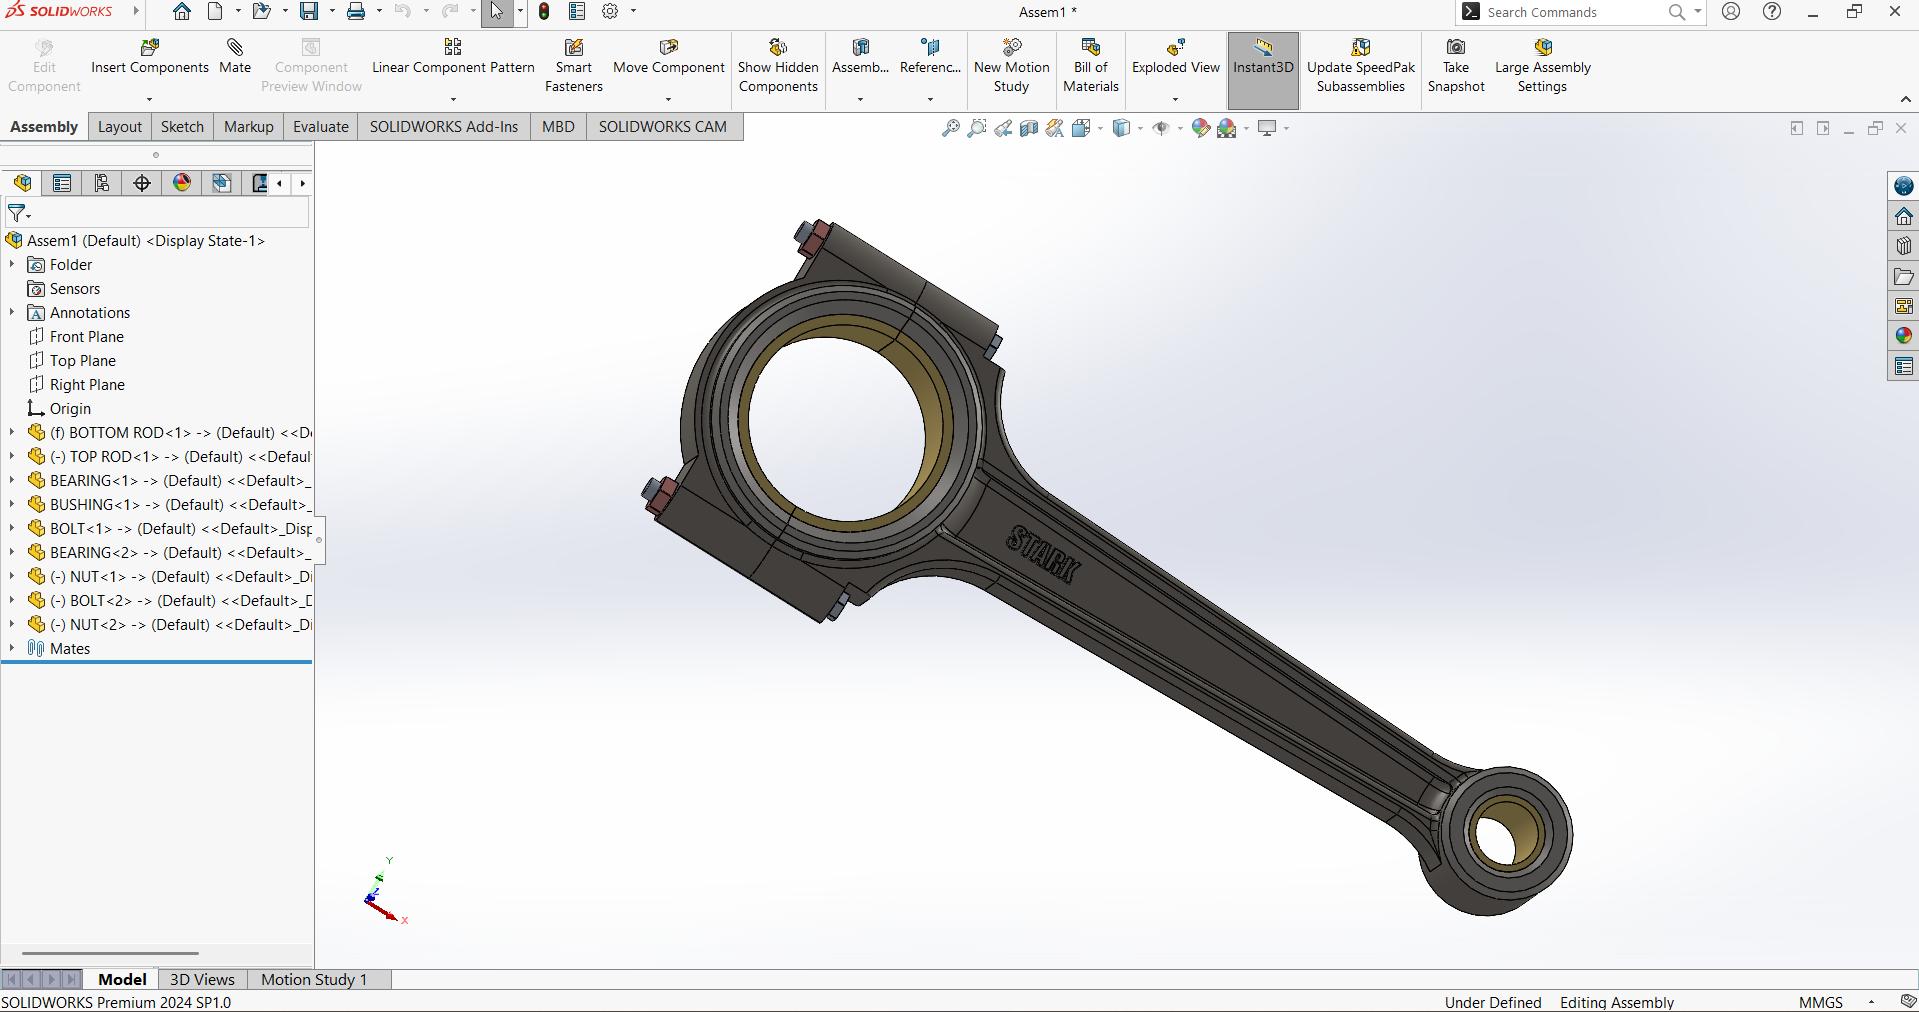 SOLIDWORKS
Assem1 *
Search Commands
Edit Component
Insert Components
Mate
Component Preview Window
Linear Component Pattern
Smart Fasteners
Move Component
Show Hidden Components
Assemb...
Referenc...
New Motion Study
Bill of Materials
Exploded View
Instant3D
Update SpeedPak Subassemblies
Take Snapshot
Large Assembly Settings
Assembly
Layout
Sketch
Markup
Evaluate
SOLIDWORKS Add-Ins
MBD
SOLIDWORKS CAM
Assem1 (Default) <Display State-1>
Folder
Sensors
Annotations
Front Plane
Top Plane
Right Plane
Origin
(f) BOTTOM ROD<1> -> (Default) <<D
(-) TOP ROD<1> -> (Default) <<Defaul
BEARING<1> -> (Default) <<Default>_
BUSHING<1> -> (Default) <<Default>_
BOLT<1> -> (Default) <<Default>_Disp
BEARING<2> -> (Default) <<Default>_
(-) NUT<1> -> (Default) <<Default>_Di
(-) BOLT<2> -> (Default) <<Default>_D
(-) NUT<2> -> (Default) <<Default>_Di
Mates
STARK
Y
Z
X
Model
3D Views
Motion Study 1
SOLIDWORKS Premium 2024 SP1.0
Under Defined
Editing Assembly
MMGS